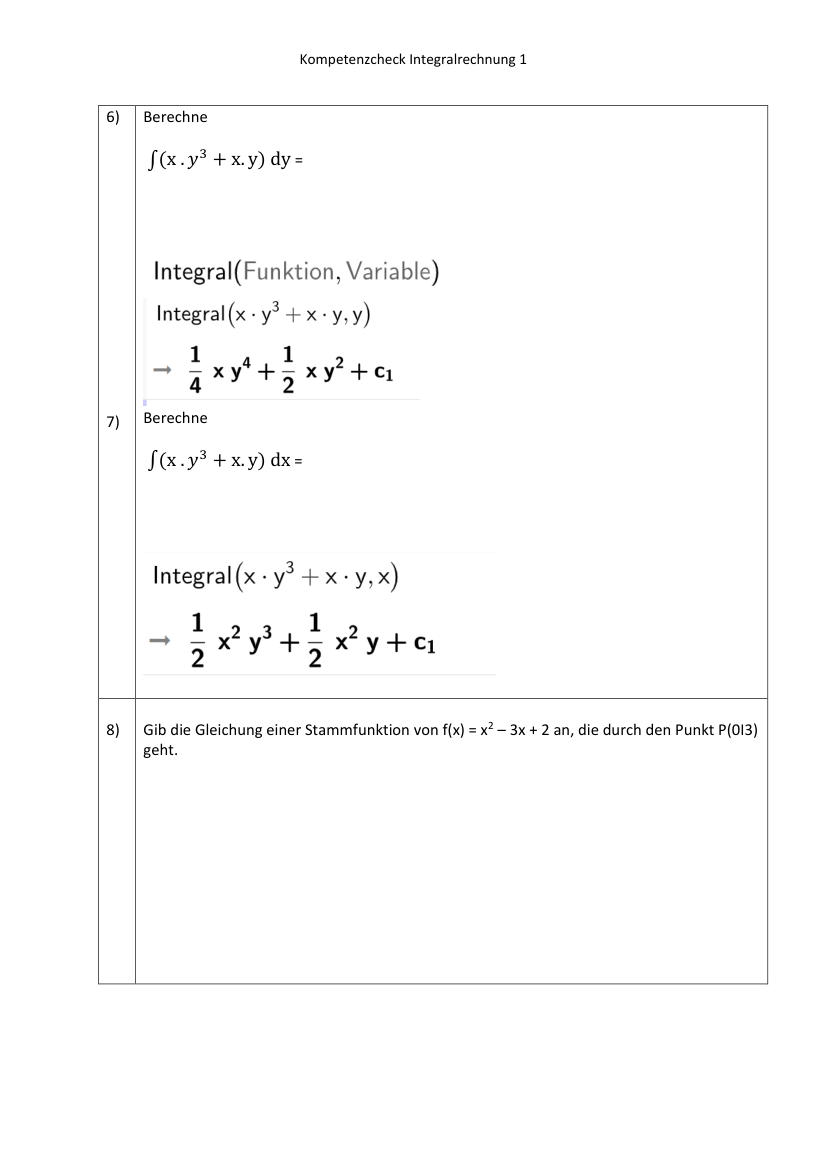 Kompetenzcheck Integralrechnung 1
6) Berechne
∫(x . y³ + x. y) dy =
Integral(Funktion, Variable)
Integral(x · y³ + x · y, y)
→ 1/4 x y⁴ + 1/2 x y² + c₁
7) Berechne
∫(x . y³ + x. y) dx =
Integral(x · y³ + x · y, x)
→ 1/2 x² y³ + 1/2 x² y + c₁
8) Gib die Gleichung einer Stammfunktion von f(x) = x² – 3x + 2 an, die durch den Punkt P(0I3)
geht.